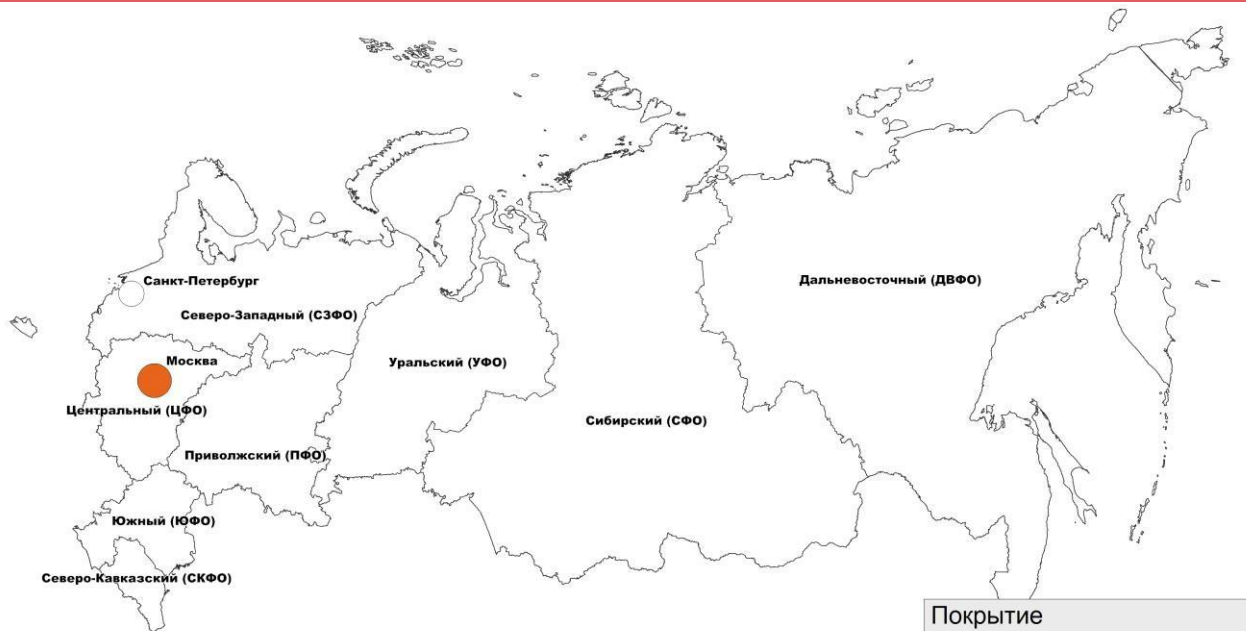 Санкт-Петербург
Дальневосточный (ДВФО)
Северо-Западный (СЗФО)
Москва
Уральский (УФО)
Центральный (ЦФО)
Сибирский (СФО)
Приволжский (ПФО)
Южный (ЮФО)
Северо-Кавказский (СКФО)
Покрытие